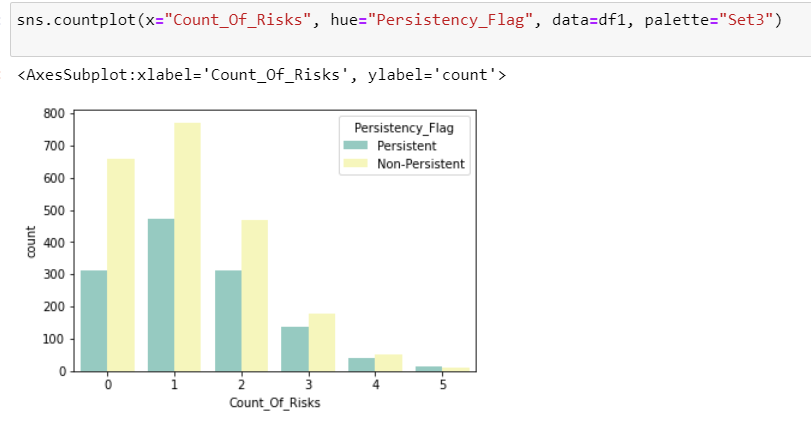 sns.countplot(x="Count_Of_Risks", hue="Persistency_Flag", data=df1, palette="Set3")
<AxesSubplot:xlabel='Count_Of_Risks', ylabel='count'>
800
700
600
500
400
300
200
100
0
count
Persistency_Flag
Persistent
Non-Persistent
0 1 2 3 4 5
Count_Of_Risks